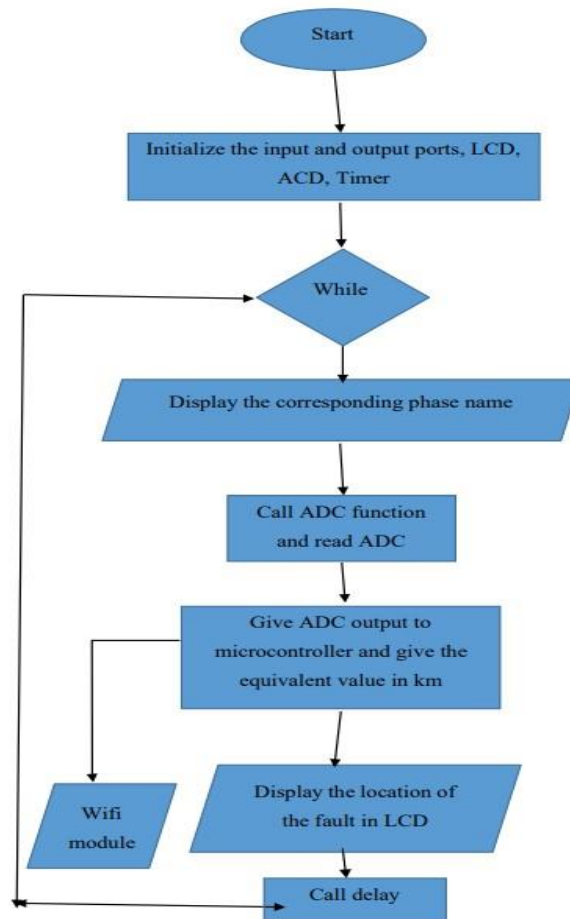 Start
Initialize the input and output ports, LCD,
ACD, Timer
While
Display the corresponding phase name
Call ADC function
and read ADC
Give ADC output to
microcontroller and give the
equivalent value in km
Wifi
module
Display the location of
the fault in LCD
Call delay